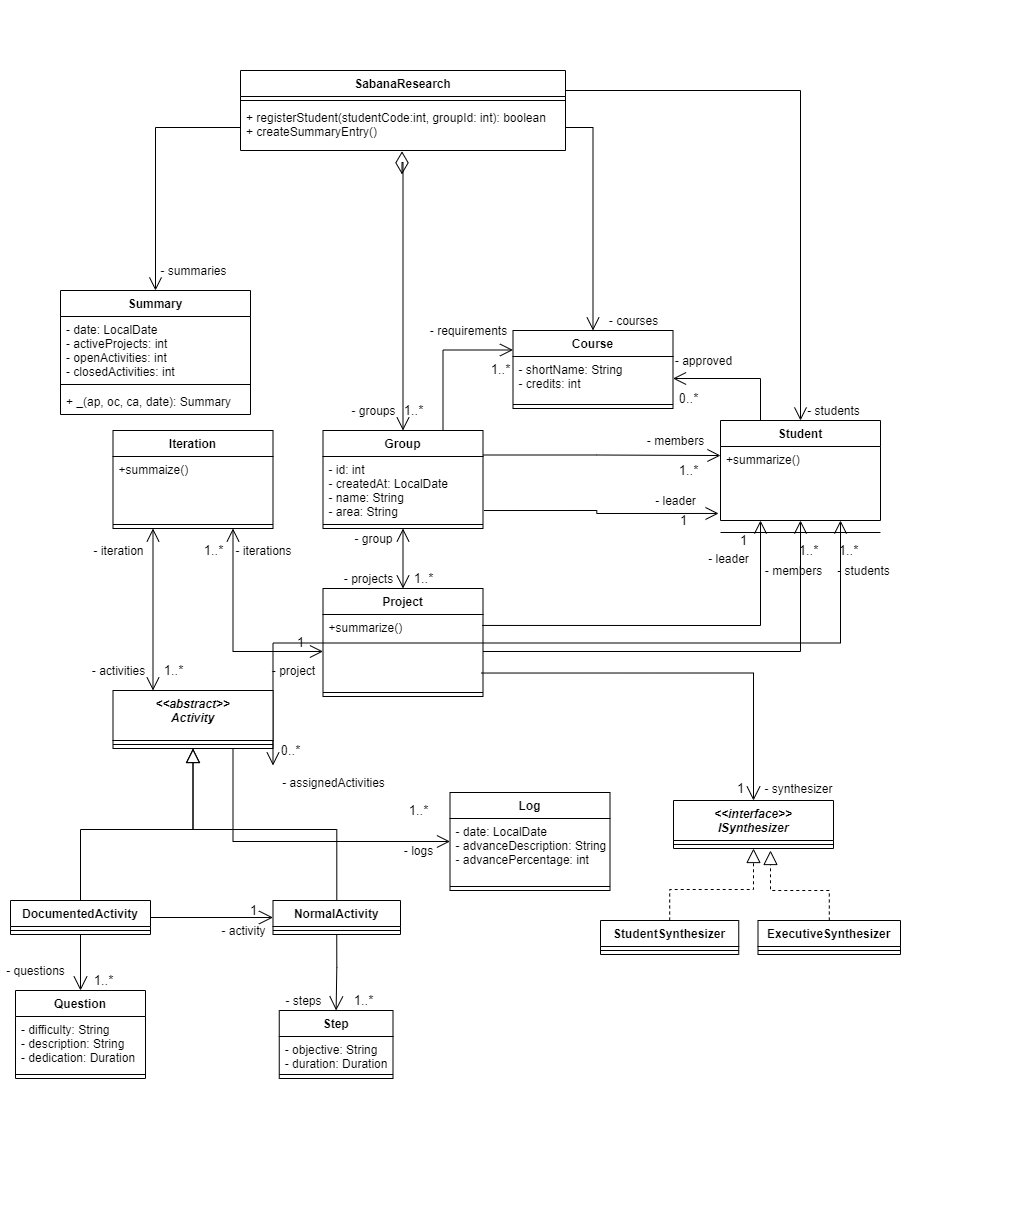 SabanaResearch
+ registerStudent(studentCode:int, groupId: int): boolean
+ createSummaryEntry()
- summaries
Summary
- date: LocalDate
- activeProjects: int
- openActivities: int
- closedActivities: int
+ _(ap, oc, ca, date): Summary
- courses
- requirements
1..*
Course
- shortName: String
- credits: int
- approved
0..*
- groups
1..*
- students
Iteration
+summaize()
Group
- id: int
- createdAt: LocalDate
- name: String
- area: String
- members
1..*
- leader
1
Student
+summarize()
- iteration
1..*
- iterations
- group
1
- leader
1..*
- members
1..*
- students
- projects
1..*
Project
+summarize()
1
- project
- activities
1..*
<<abstract>>
Activity
0..*
- assignedActivities
1
- synthesizer
<<interface>>
ISynthesizer
1..*
- logs
Log
- date: LocalDate
- advanceDescription: String
- advancePercentage: int
DocumentedActivity
1
- activity
NormalActivity
StudentSynthesizer
ExecutiveSynthesizer
- questions
1..*
Question
- difficulty: String
- description: String
- dedication: Duration
- steps
1..*
Step
- objective: String
- duration: Duration